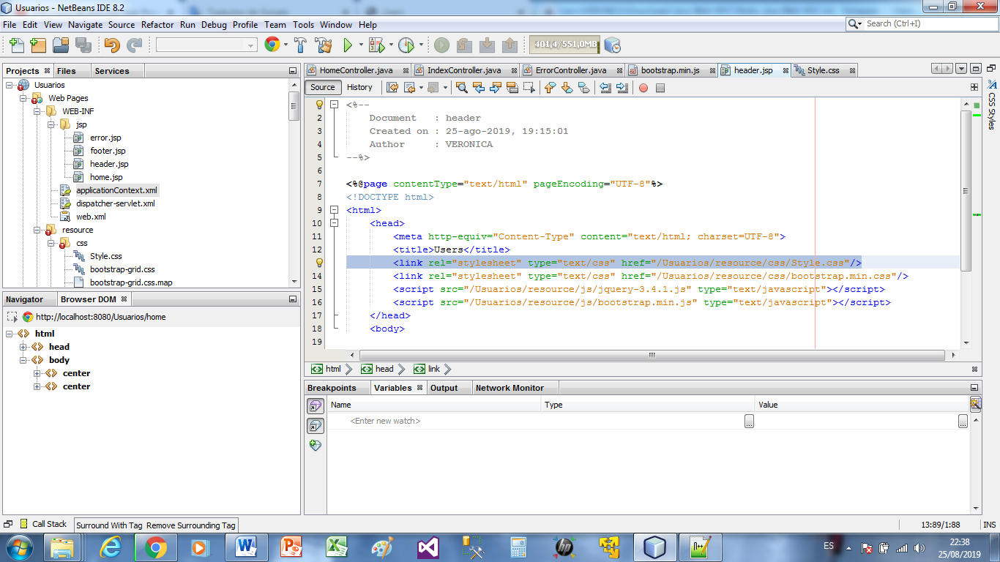 Usuarios - NetBeans IDE 8.2
File Edit View Navigate Source Refactor Run Debug Profile Team Tools Window Help
Search (Ctrl+I)
401,4/551,0MB
Projects Files Services
Usuarios
Web Pages
WEB-INF
jsp
error.jsp
footer.jsp
header.jsp
home.jsp
applicationContext.xml
dispatcher-servlet.xml
web.xml
resource
css
Style.css
bootstrap-grid.css
bootstrap-grid.css.map
Navigator Browser DOM
http://localhost:8080/Usuarios/home
html
head
body
center
center
HomeController.java IndexController.java ErrorController.java bootstrap.min.js header.jsp Style.css
Source History
<%--
2 Document : header
3 Created on : 25-ago-2019, 19:15:01
4 Author : VERONICA
5 --%>
6
7 <%@page contentType="text/html" pageEncoding="UTF-8"%>
8 <!DOCTYPE html>
9 <html>
10 <head>
11 <meta http-equiv="Content-Type" content="text/html; charset=UTF-8">
12 <title>Users</title>
<link rel="stylesheet" type="text/css" href="/Usuarios/resource/css/Style.css"/>
14 <link rel="stylesheet" type="text/css" href="/Usuarios/resource/css/bootstrap.min.css"/>
15 <script src="/Usuarios/resource/js/jquery-3.4.1.js" type="text/javascript"></script>
16 <script src="/Usuarios/resource/js/bootstrap.min.js" type="text/javascript"></script>
17 </head>
18 <body>
19
html head link
CSS Styles
Breakpoints Variables Output Network Monitor
Name Type Value
<Enter new watch> ... ...
Call Stack Surround With Tag Remove Surrounding Tag
13:89/1:88 INS
ES
22:38
25/08/2019